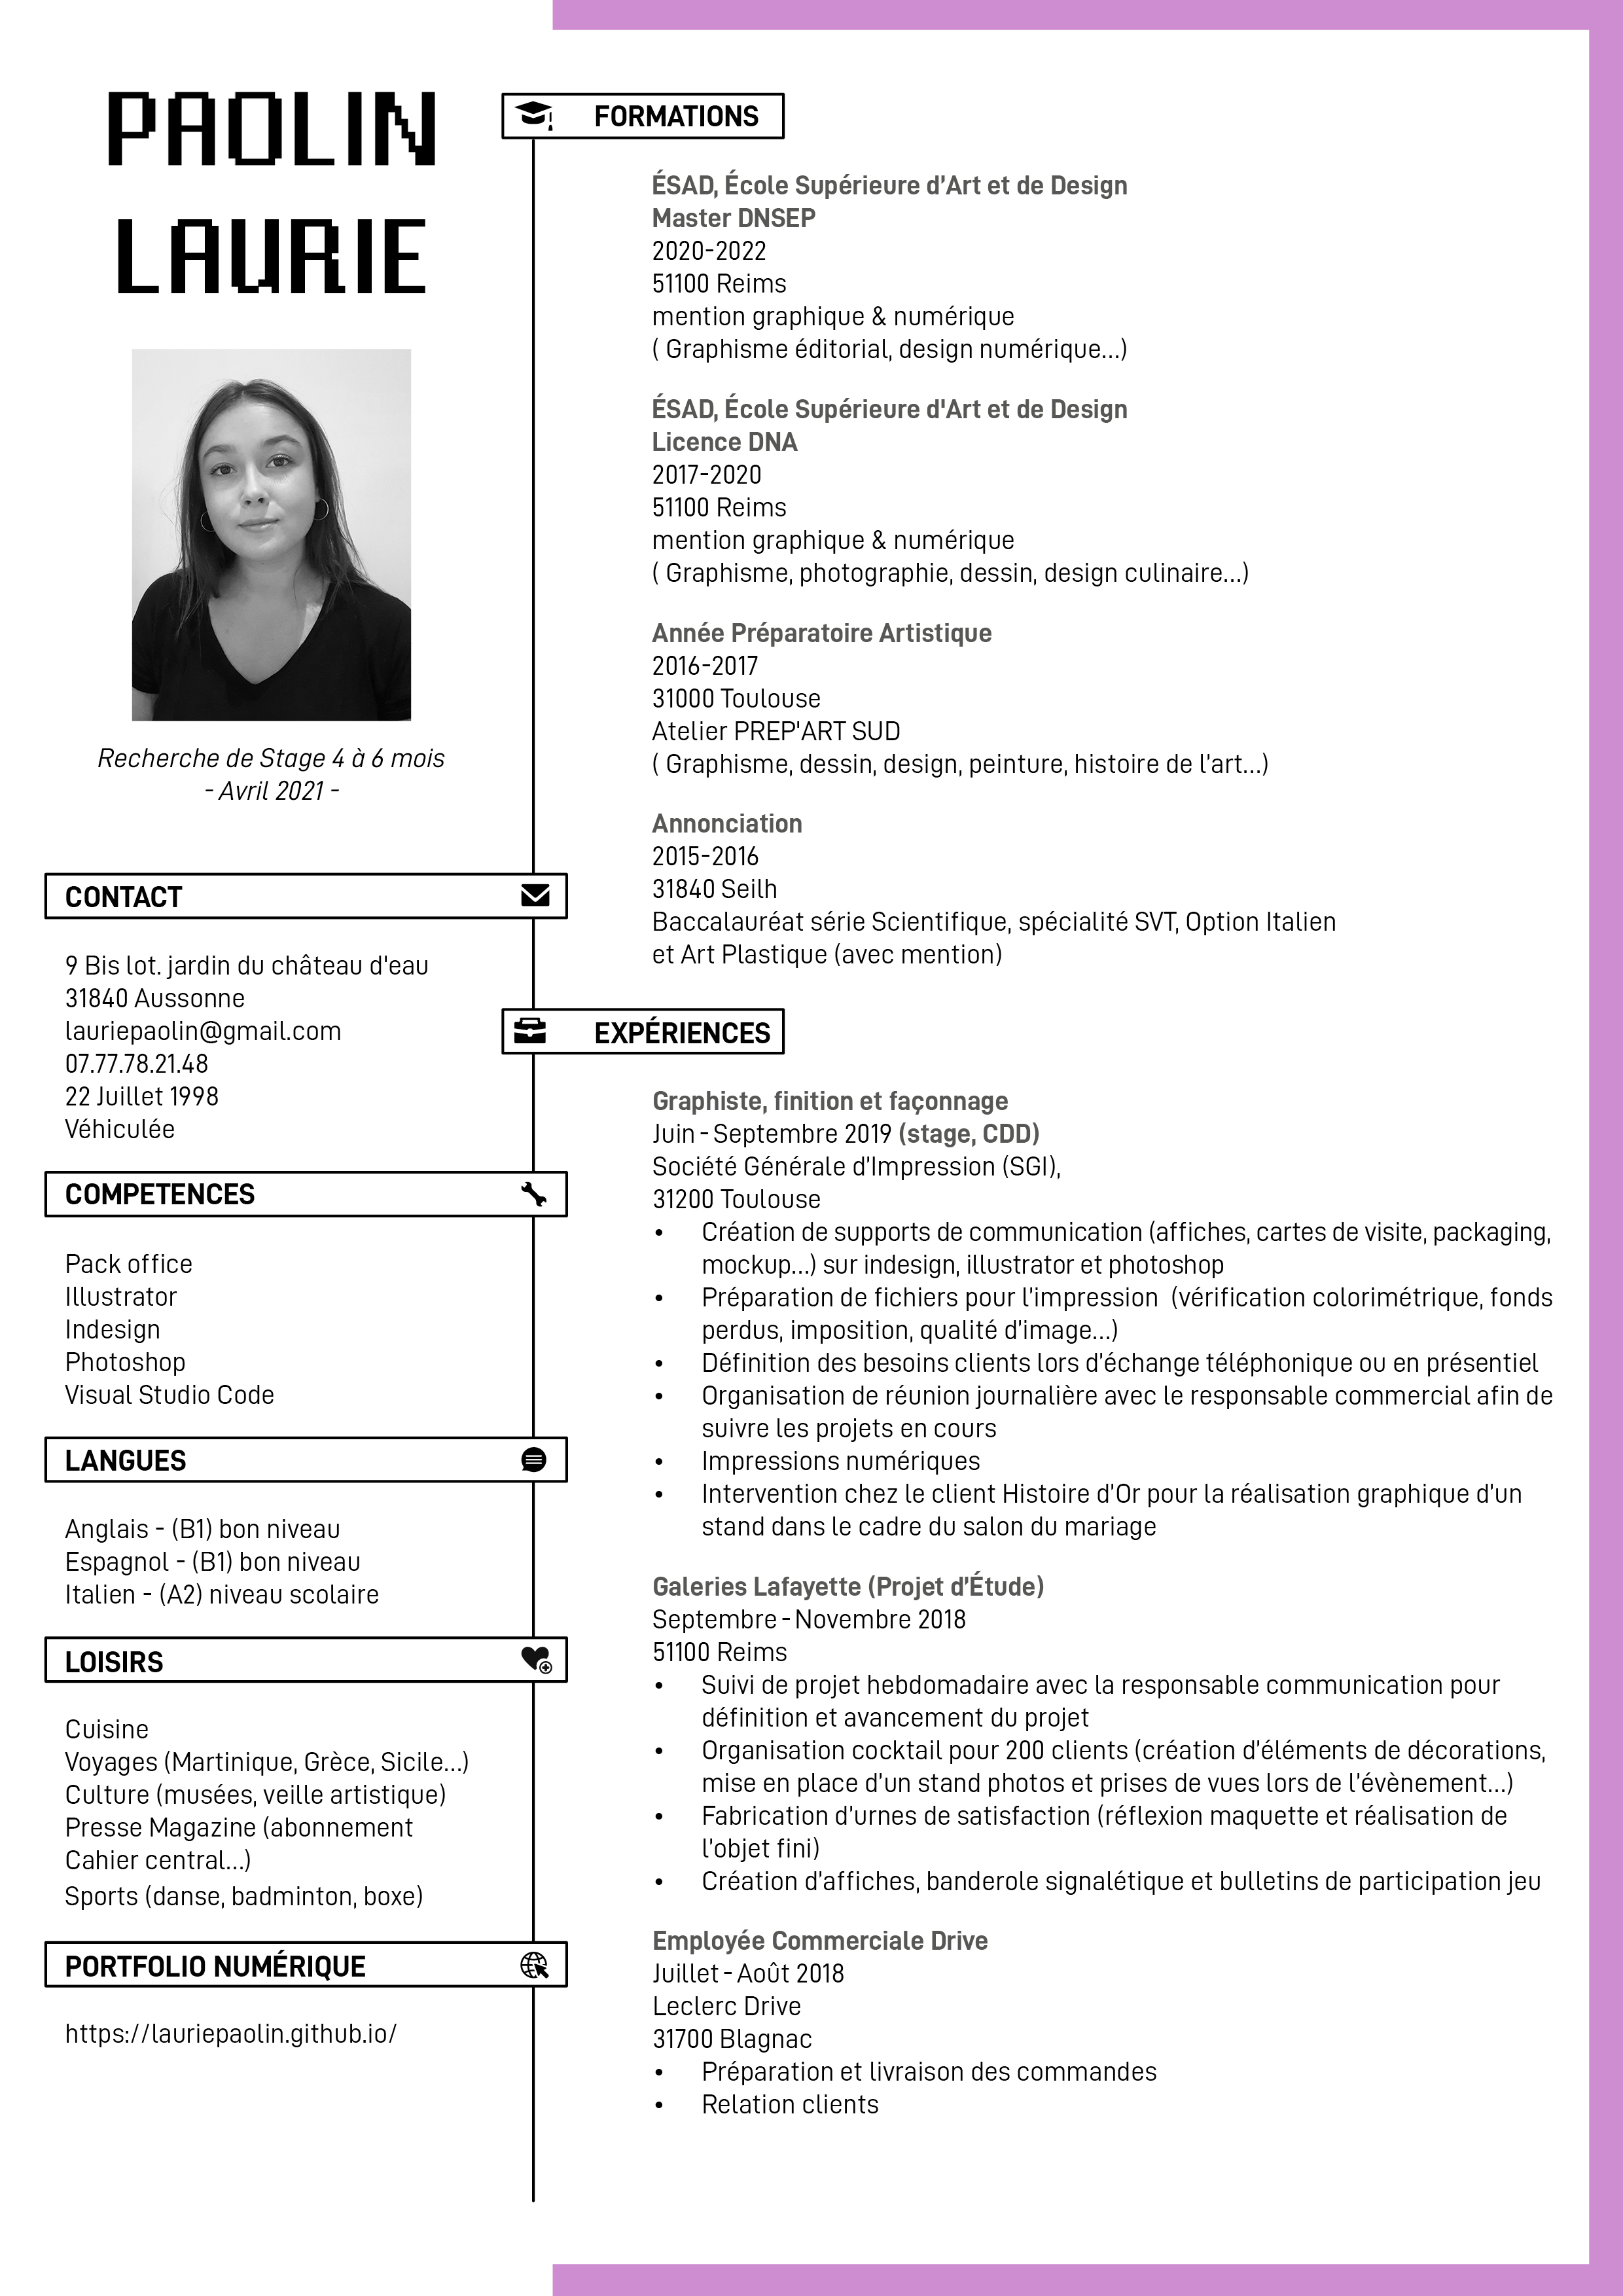 PAOLIN
LAURIE
Recherche de Stage 4 à 6 mois
- Avril 2021 -
CONTACT
9 Bis lot. jardin du château d'eau
31840 Aussonne
lauriepaolin@gmail.com
07.77.78.21.48
22 Juillet 1998
Véhiculée
COMPETENCES
Pack office
Illustrator
Indesign
Photoshop
Visual Studio Code
LANGUES
Anglais - (B1) bon niveau
Espagnol - (B1) bon niveau
Italien - (A2) niveau scolaire
LOISIRS
Cuisine
Voyages (Martinique, Grèce, Sicile...)
Culture (musées, veille artistique)
Presse Magazine (abonnement
Cahier central...)
Sports (danse, badminton, boxe)
PORTFOLIO NUMÉRIQUE
https://lauriepaolin.github.io/
FORMATIONS
ÉSAD, École Supérieure d'Art et de Design
Master DNSEP
2020-2022
51100 Reims
mention graphique & numérique
( Graphisme éditorial, design numérique...)
ÉSAD, École Supérieure d'Art et de Design
Licence DNA
2017-2020
51100 Reims
mention graphique & numérique
( Graphisme, photographie, dessin, design culinaire...)
Année Préparatoire Artistique
2016-2017
31000 Toulouse
Atelier PREP'ART SUD
( Graphisme, dessin, design, peinture, histoire de l'art...)
Annonciation
2015-2016
31840 Seilh
Baccalauréat série Scientifique, spécialité SVT, Option Italien
et Art Plastique (avec mention)
EXPÉRIENCES
Graphiste, finition et façonnage
Juin - Septembre 2019 (stage, CDD)
Société Générale d'Impression (SGI),
31200 Toulouse
• Création de supports de communication (affiches, cartes de visite, packaging,
mockup...) sur indesign, illustrator et photoshop
• Préparation de fichiers pour l'impression (vérification colorimétrique, fonds
perdus, imposition, qualité d'image...)
• Définition des besoins clients lors d'échange téléphonique ou en présentiel
• Organisation de réunion journalière avec le responsable commercial afin de
suivre les projets en cours
• Impressions numériques
• Intervention chez le client Histoire d'Or pour la réalisation graphique d'un
stand dans le cadre du salon du mariage
Galeries Lafayette (Projet d'Étude)
Septembre - Novembre 2018
51100 Reims
• Suivi de projet hebdomadaire avec la responsable communication pour
définition et avancement du projet
• Organisation cocktail pour 200 clients (création d'éléments de décorations,
mise en place d'un stand photos et prises de vues lors de l'évènement...)
• Fabrication d'urnes de satisfaction (réflexion maquette et réalisation de
l'objet fini)
• Création d'affiches, banderole signalétique et bulletins de participation jeu
Employée Commerciale Drive
Juillet - Août 2018
Leclerc Drive
31700 Blagnac
• Préparation et livraison des commandes
• Relation clients